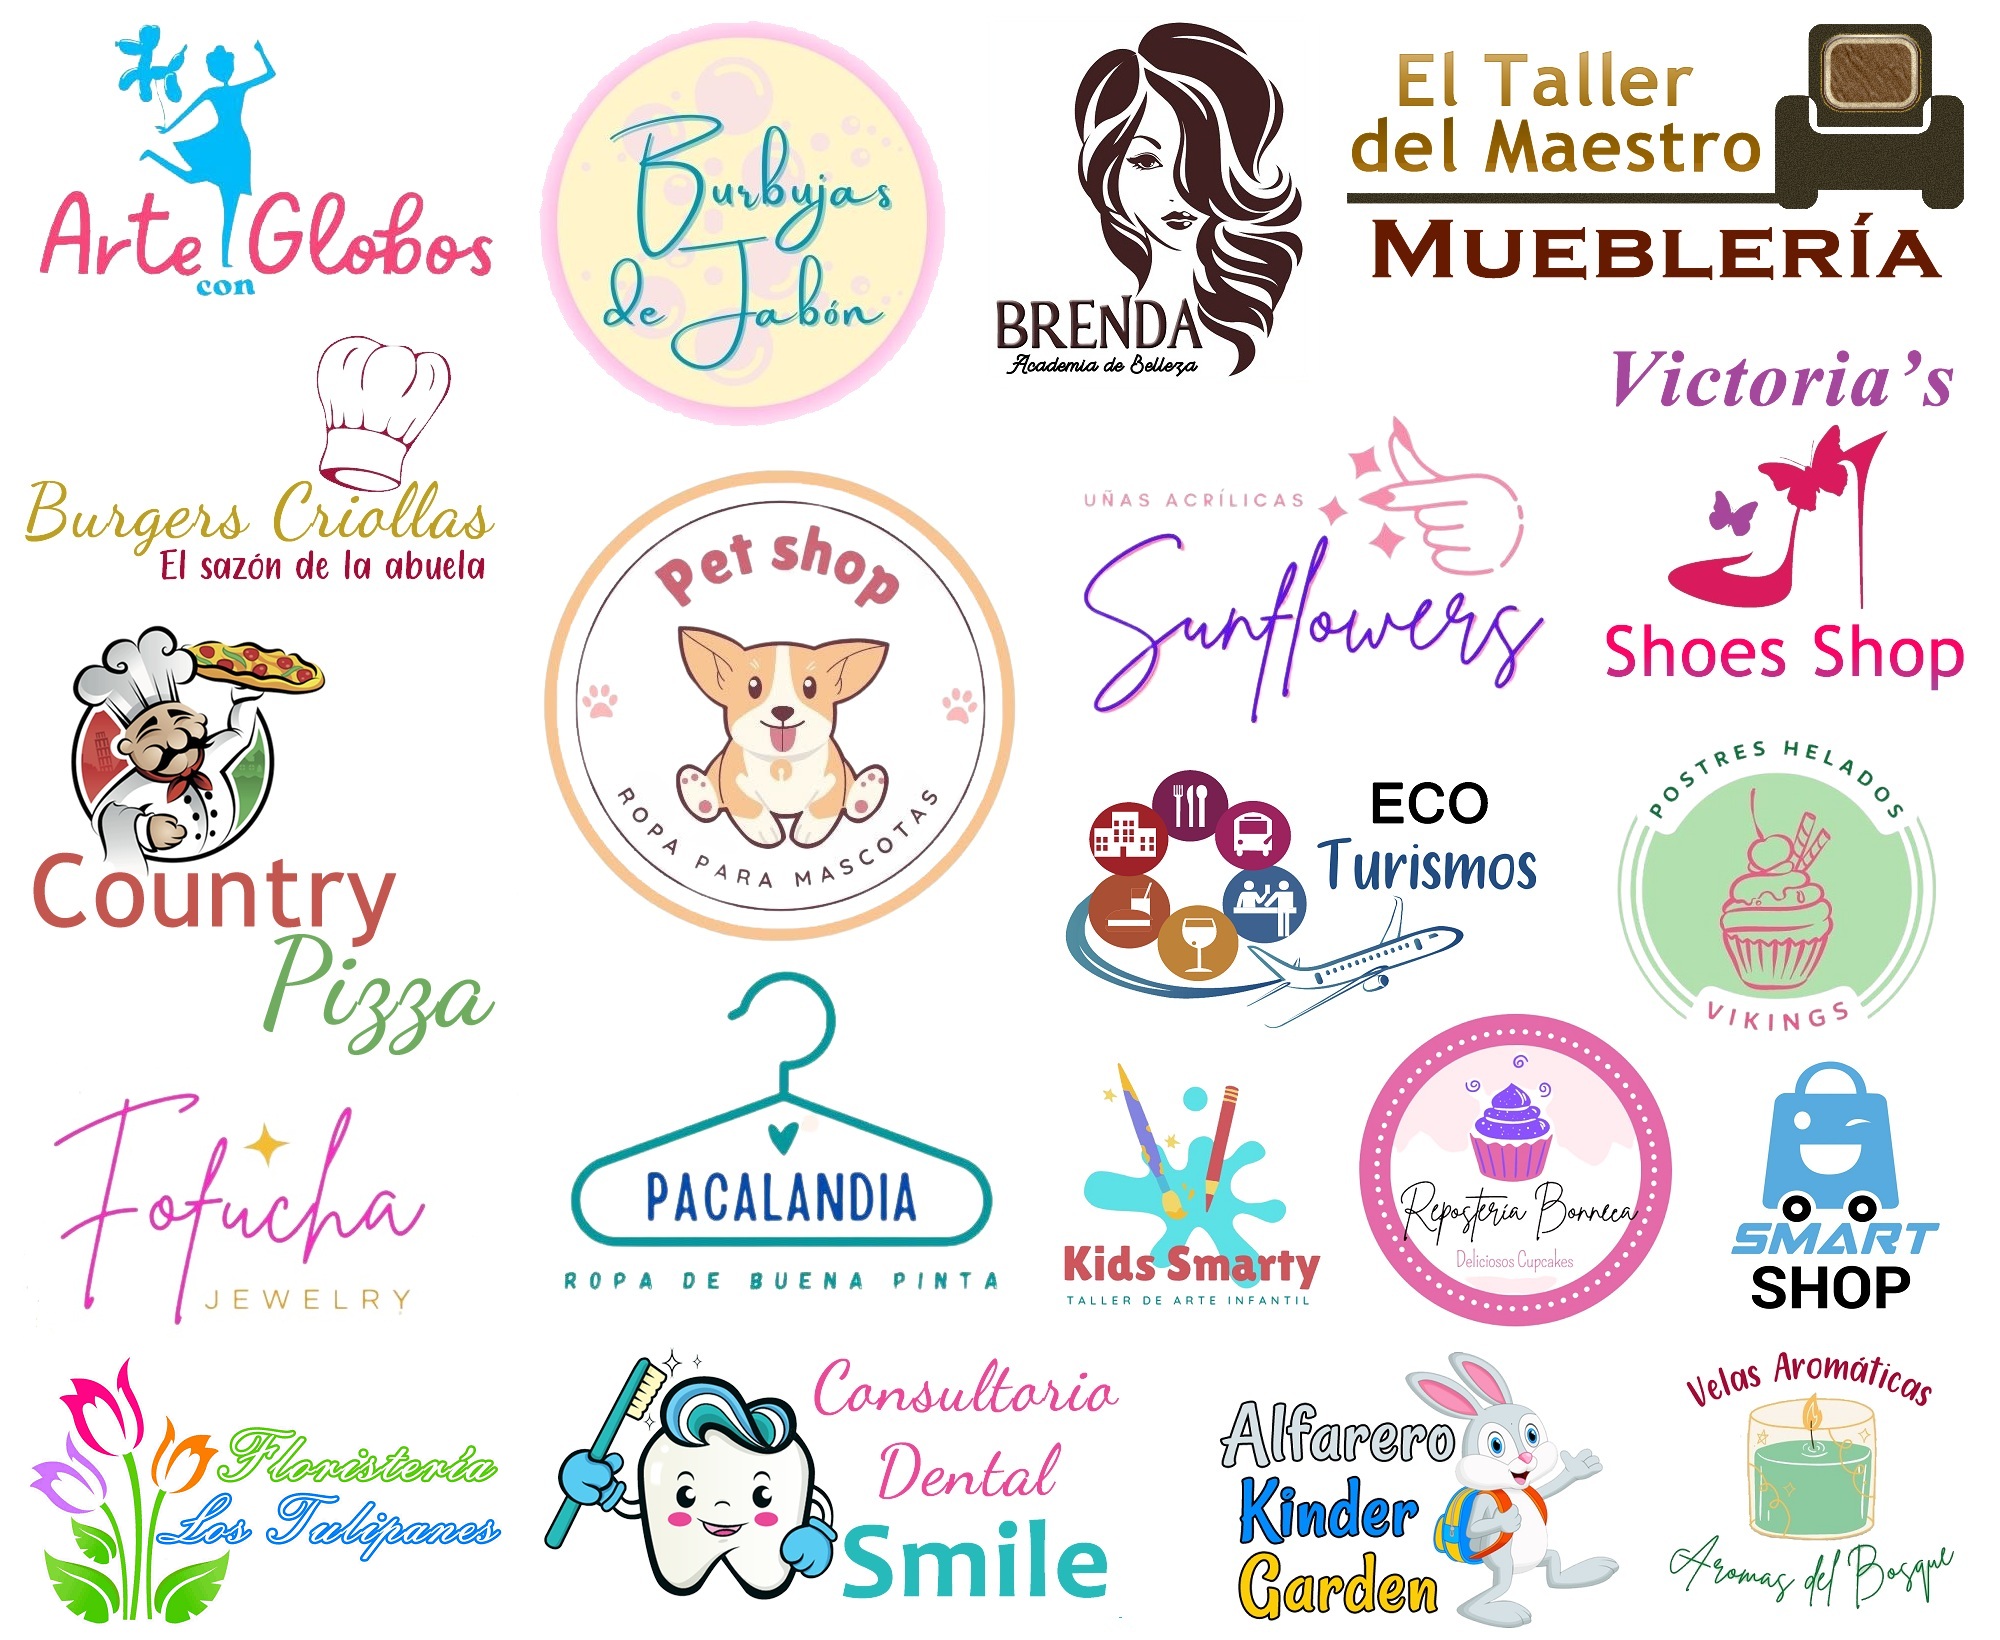 Arte con Globos
Burbujas
de Jabón
BRENDA
Academia de Belleza
El Taller
del Maestro
MUEBLERÍA
Burgers Criollas
El sazón de la abuela
Pet shop
ROPA PARA MASCOTAS
UÑAS ACRÍLICAS
Sunflowers
Victoria's
Shoes Shop
Country
Pizza
ECO
Turismos
POSTRES HELADOS
VIKINGS
Fofucha
JEWELRY
PACALANDIA
ROPA DE BUENA PINTA
Kids Smarty
TALLER DE ARTE INFANTIL
Repostería Bonneca
Deliciosos Cupcakes
SMART
SHOP
Floristería
Los Tulipanes
Consultorio
Dental
Smile
Alfarero
Kinder
Garden
Velas Aromáticas
Aromas del Bosque